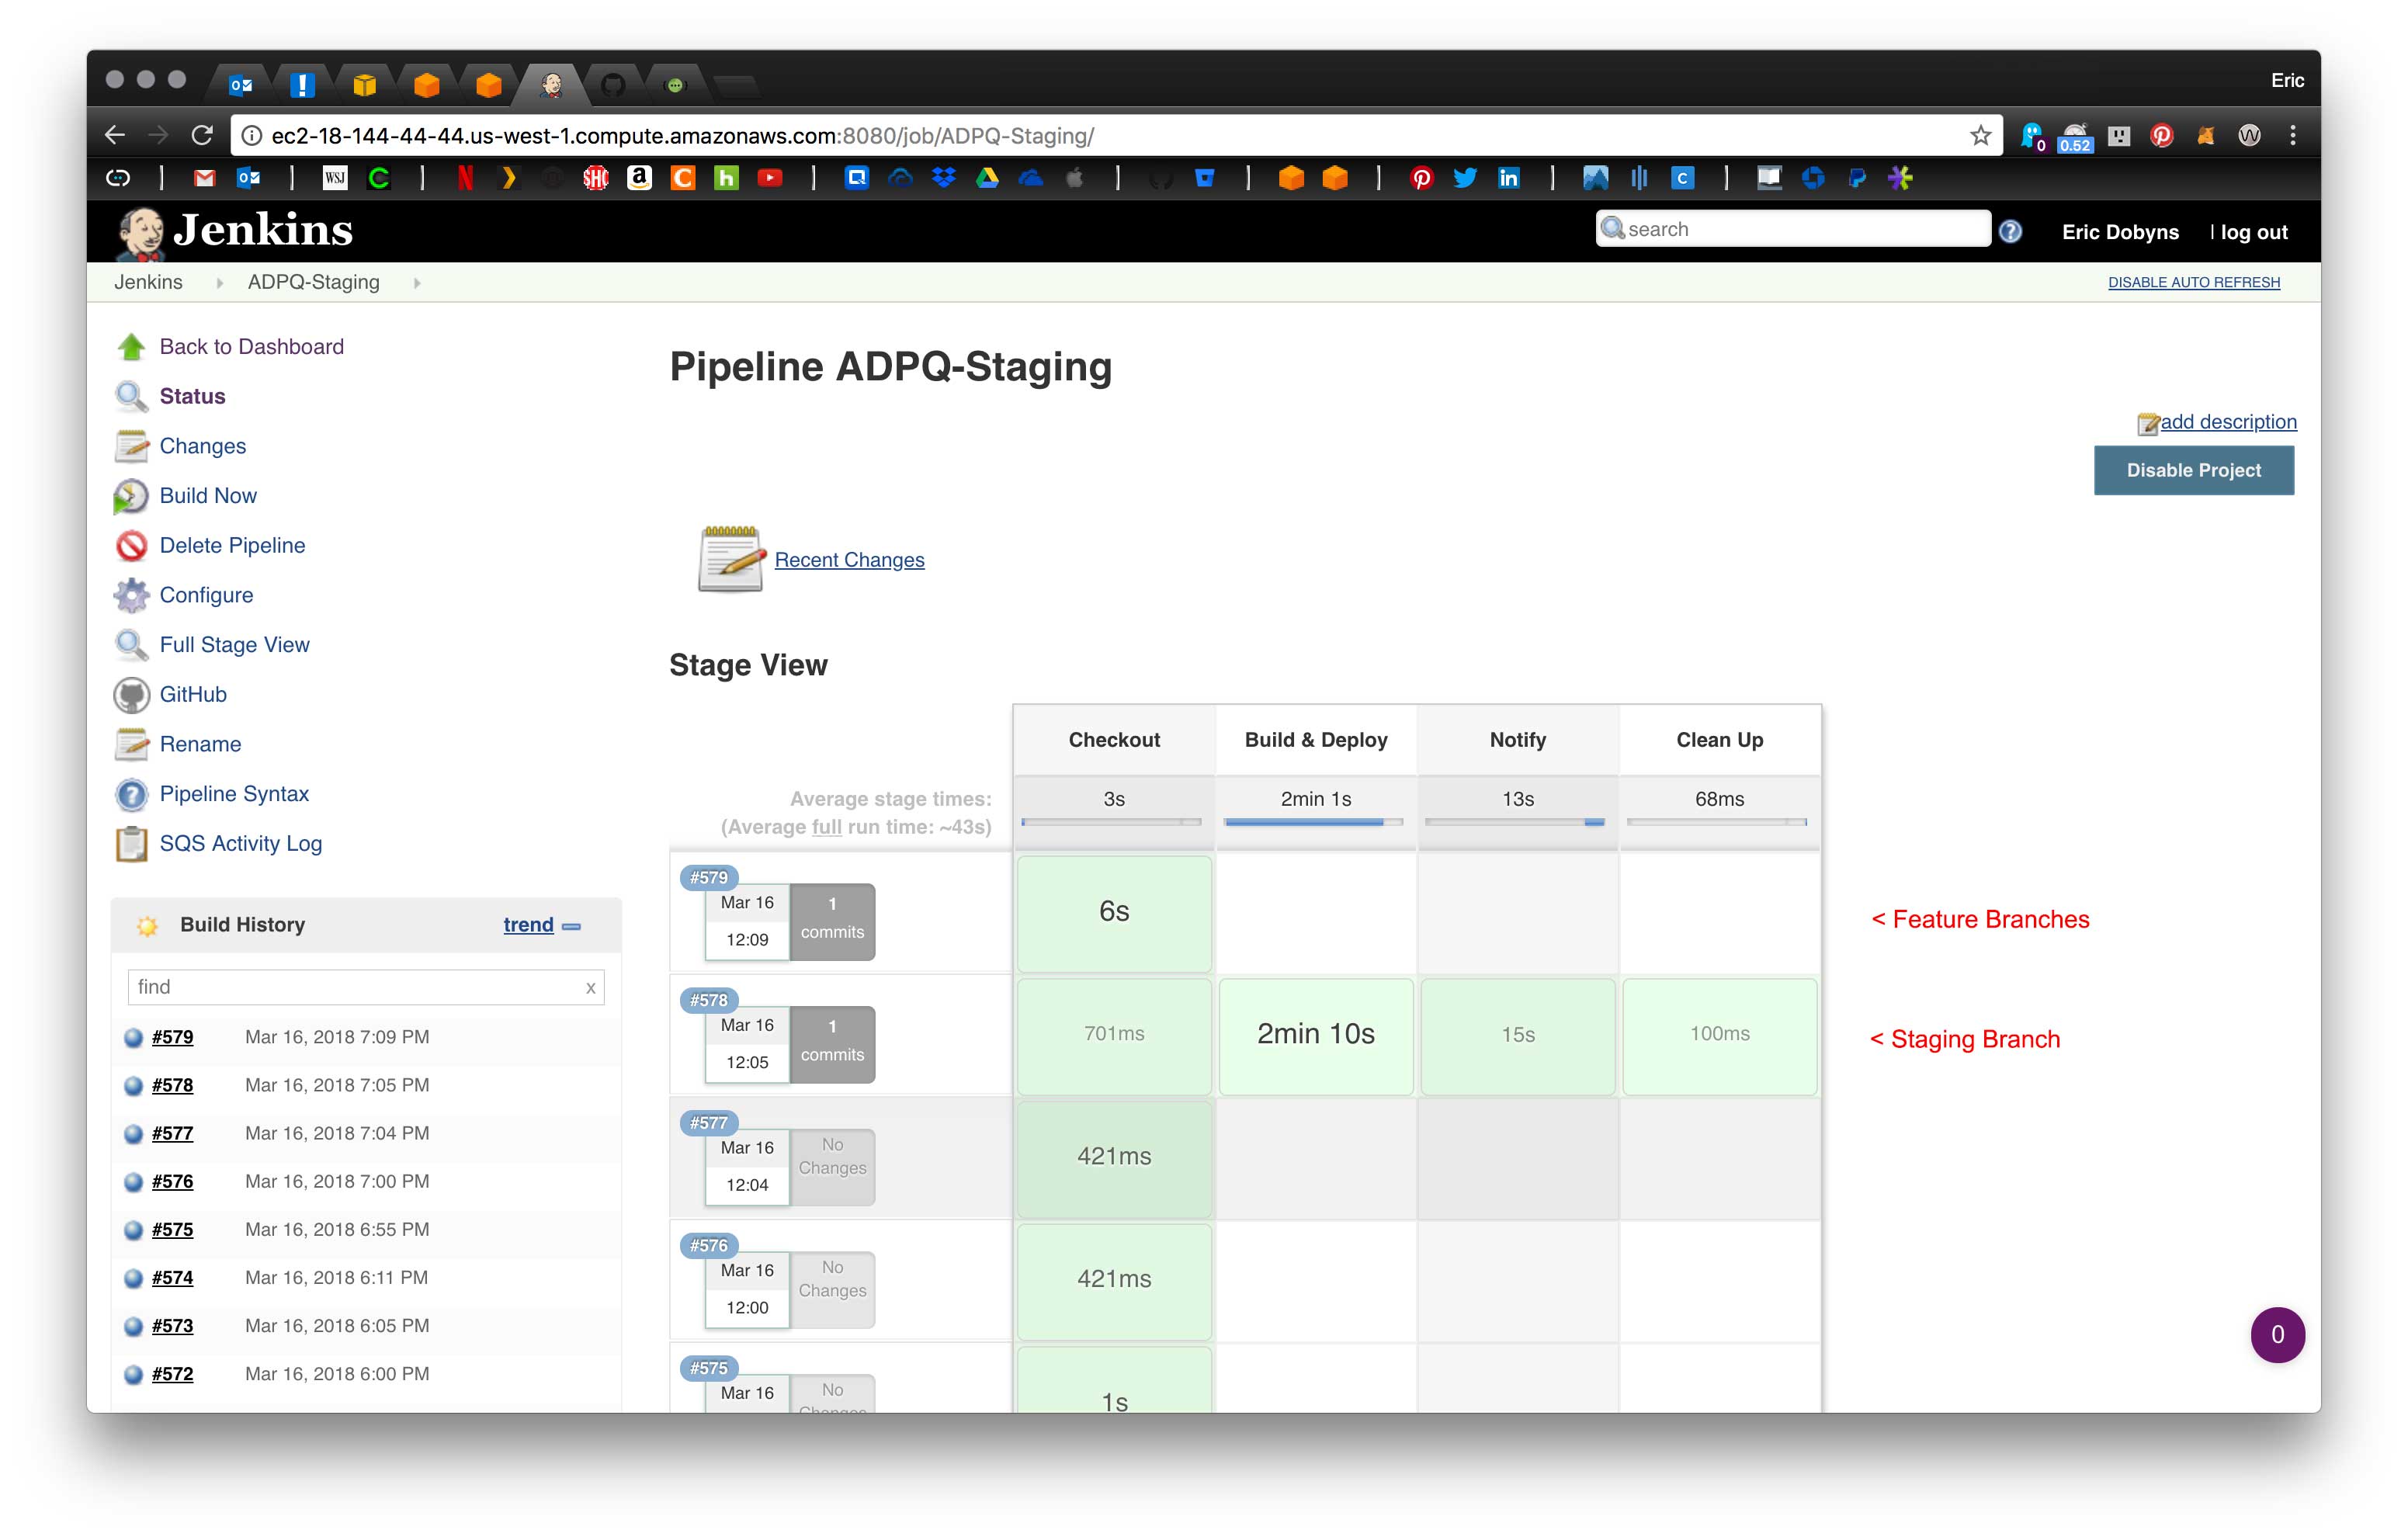 Eric
ec2-18-144-44-44.us-west-1.compute.amazonaws.com:8080/job/ADPQ-Staging/
0
0.52
WSJ
Jenkins
search
Eric Dobyns
| log out
Jenkins
ADPQ-Staging
DISABLE AUTO REFRESH
Back to Dashboard
Status
Changes
Build Now
Delete Pipeline
Configure
Full Stage View
GitHub
Rename
Pipeline Syntax
SQS Activity Log
Build History
trend
find
x
#579 Mar 16, 2018 7:09 PM
#578 Mar 16, 2018 7:05 PM
#577 Mar 16, 2018 7:04 PM
#576 Mar 16, 2018 7:00 PM
#575 Mar 16, 2018 6:55 PM
#574 Mar 16, 2018 6:11 PM
#573 Mar 16, 2018 6:05 PM
#572 Mar 16, 2018 6:00 PM
Pipeline ADPQ-Staging
add description
Disable Project
Recent Changes
Stage View
Checkout Build & Deploy Notify Clean Up
Average stage times:
(Average full run time: ~43s)
3s 2min 1s 13s 68ms
#579
Mar 16
12:09
1
commits
6s
< Feature Branches
#578
Mar 16
12:05
1
commits
701ms 2min 10s 15s 100ms
< Staging Branch
#577
Mar 16
12:04
No
Changes
421ms
#576
Mar 16
12:00
No
Changes
421ms
#575
Mar 16
No
Changes
1s
0